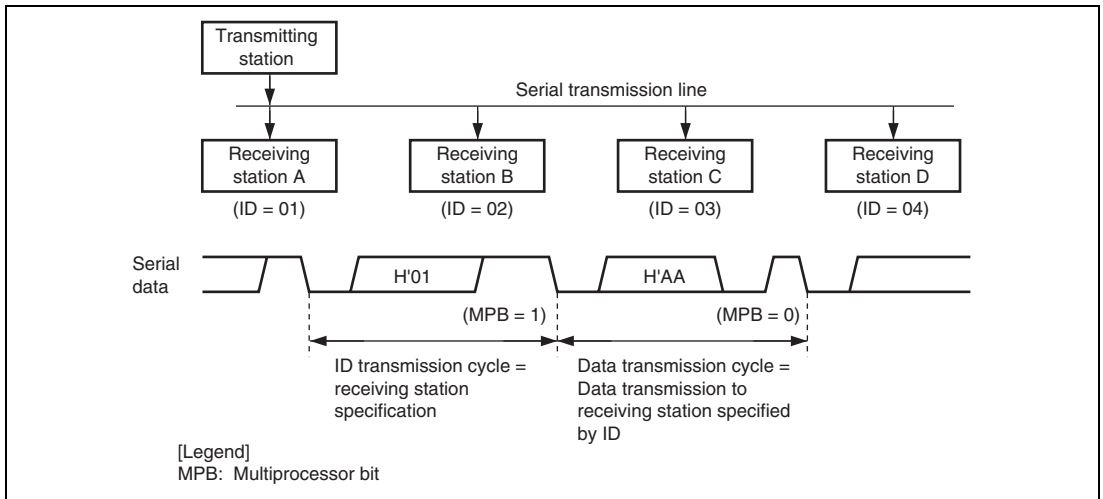 Transmitting
station
Serial transmission line
Receiving
station A
Receiving
station B
Receiving
station C
Receiving
station D
(ID = 01)
(ID = 02)
(ID = 03)
(ID = 04)
Serial
data
H'01
H'AA
(MPB = 1)
(MPB = 0)
ID transmission cycle =
receiving station
specification
Data transmission cycle =
Data transmission to
receiving station specified
by ID
[Legend]
MPB: Multiprocessor bit